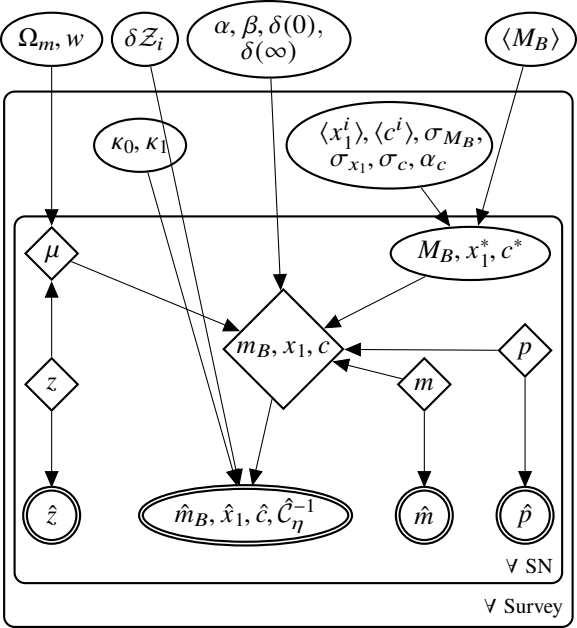 Ω_m, w
δ𝒵_i
α, β, δ(0),
δ(∞)
⟨M_B⟩
κ_0, κ_1
⟨x_1^i⟩, ⟨c^i⟩, σ_{M_B},
σ_{x_1}, σ_c, α_c
μ
M_B, x_1^*, c^*
m_B, x_1, c
p
z
m
ẑ
m̂_B, x̂_1, ĉ, Ĉ_η^{-1}
m̂
p̂
∀ SN
∀ Survey